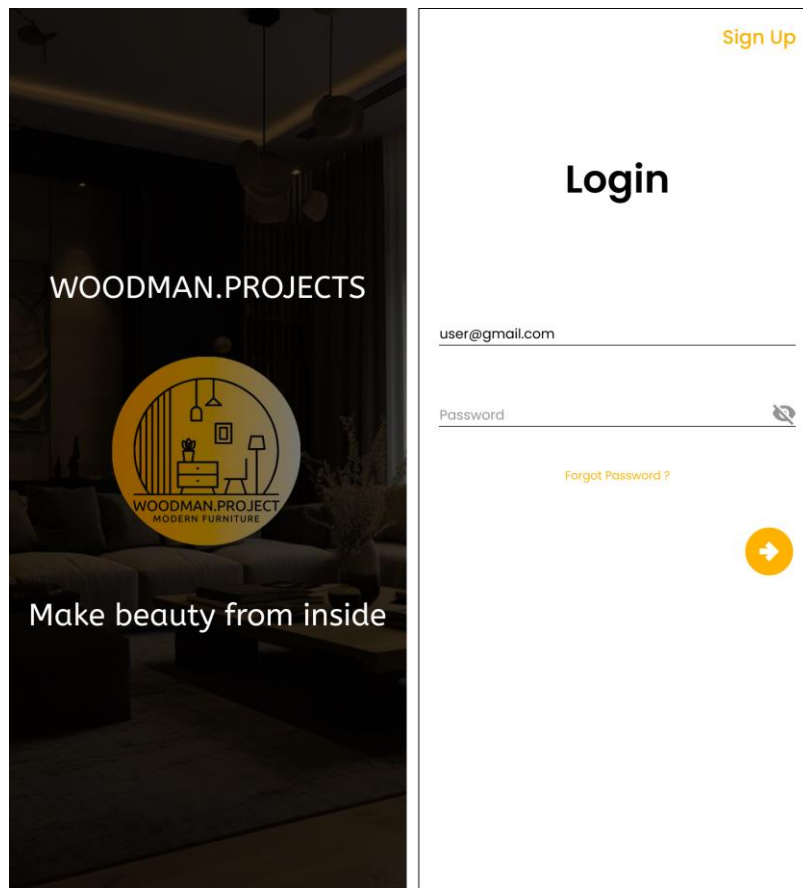 WOODMAN.PROJECTS
WOODMAN.PROJECT
MODERN FURNITURE
Make beauty from inside
Sign Up
Login
user@gmail.com
Password
Forgot Password ?